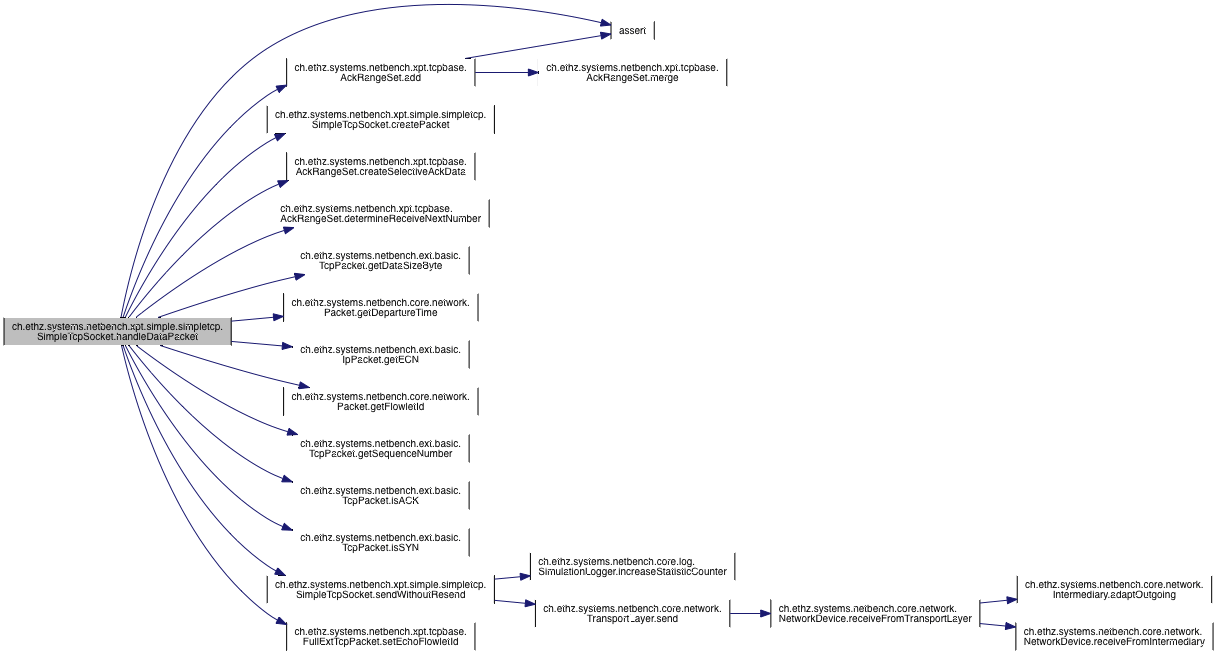 assert
ch.ethz.systems.netbench.xpt.tcpbase.
AckRangeSet.add
ch.ethz.systems.netbench.xpt.tcpbase.
AckRangeSet.merge
ch.ethz.systems.netbench.xpt.simple.simpletcp.
SimpleTcpSocket.createPacket
ch.ethz.systems.netbench.xpt.tcpbase.
AckRangeSet.createSelectiveAckData
ch.ethz.systems.netbench.xpt.tcpbase.
AckRangeSet.determineReceiveNextNumber
ch.ethz.systems.netbench.ext.basic.
TcpPacket.getDataSizeByte
ch.ethz.systems.netbench.core.network.
Packet.getDepartureTime
ch.ethz.systems.netbench.xpt.simple.simpletcp.
SimpleTcpSocket.handleDataPacket
ch.ethz.systems.netbench.ext.basic.
IpPacket.getECN
ch.ethz.systems.netbench.core.network.
Packet.getFlowletId
ch.ethz.systems.netbench.ext.basic.
TcpPacket.getSequenceNumber
ch.ethz.systems.netbench.ext.basic.
TcpPacket.isACK
ch.ethz.systems.netbench.ext.basic.
TcpPacket.isSYN
ch.ethz.systems.netbench.xpt.simple.simpletcp.
SimpleTcpSocket.sendWithoutResend
ch.ethz.systems.netbench.core.log.
SimulationLogger.increaseStatisticCounter
ch.ethz.systems.netbench.core.network.
TransportLayer.send
ch.ethz.systems.netbench.core.network.
NetworkDevice.receiveFromTransportLayer
ch.ethz.systems.netbench.core.network.
Intermediary.adaptOutgoing
ch.ethz.systems.netbench.core.network.
NetworkDevice.receiveFromIntermediary
ch.ethz.systems.netbench.xpt.tcpbase.
FullExtTcpPacket.setEchoFlowletId